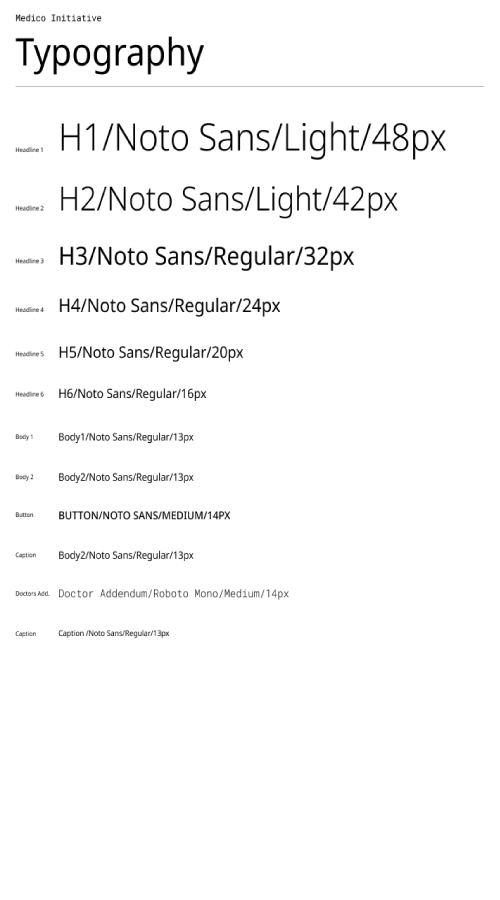 Medico Initiative
Typography
Headline 1 H1/Noto Sans/Light/48px
Headline 2 H2/Noto Sans/Light/42px
Headline 3 H3/Noto Sans/Regular/32px
Headline 4 H4/Noto Sans/Regular/24px
Headline 5 H5/Noto Sans/Regular/20px
Headline 6 H6/Noto Sans/Regular/16px
Body 1 Body1/Noto Sans/Regular/13px
Body 2 Body2/Noto Sans/Regular/13px
Button BUTTON/NOTO SANS/MEDIUM/14PX
Caption Body2/Noto Sans/Regular/13px
Doctors Add. Doctor Addendum/Roboto Mono/Medium/14px
Caption Caption /Noto Sans/Regular/13px